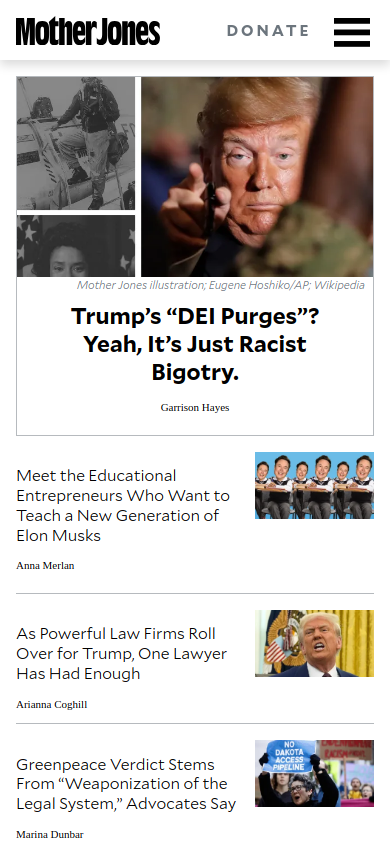 Mother Jones
DONATE
Mother Jones illustration; Eugene Hoshiko/AP; Wikipedia
Trump’s “DEI Purges”?
Yeah, It’s Just Racist
Bigotry.
Garrison Hayes
Meet the Educational
Entrepreneurs Who Want to
Teach a New Generation of
Elon Musks
Anna Merlan
As Powerful Law Firms Roll
Over for Trump, One Lawyer
Has Had Enough
Arianna Coghill
Greenpeace Verdict Stems
From “Weaponization of the
Legal System,” Advocates Say
Marina Dunbar
NO
DAKOTA
ACCESS
PIPELINE